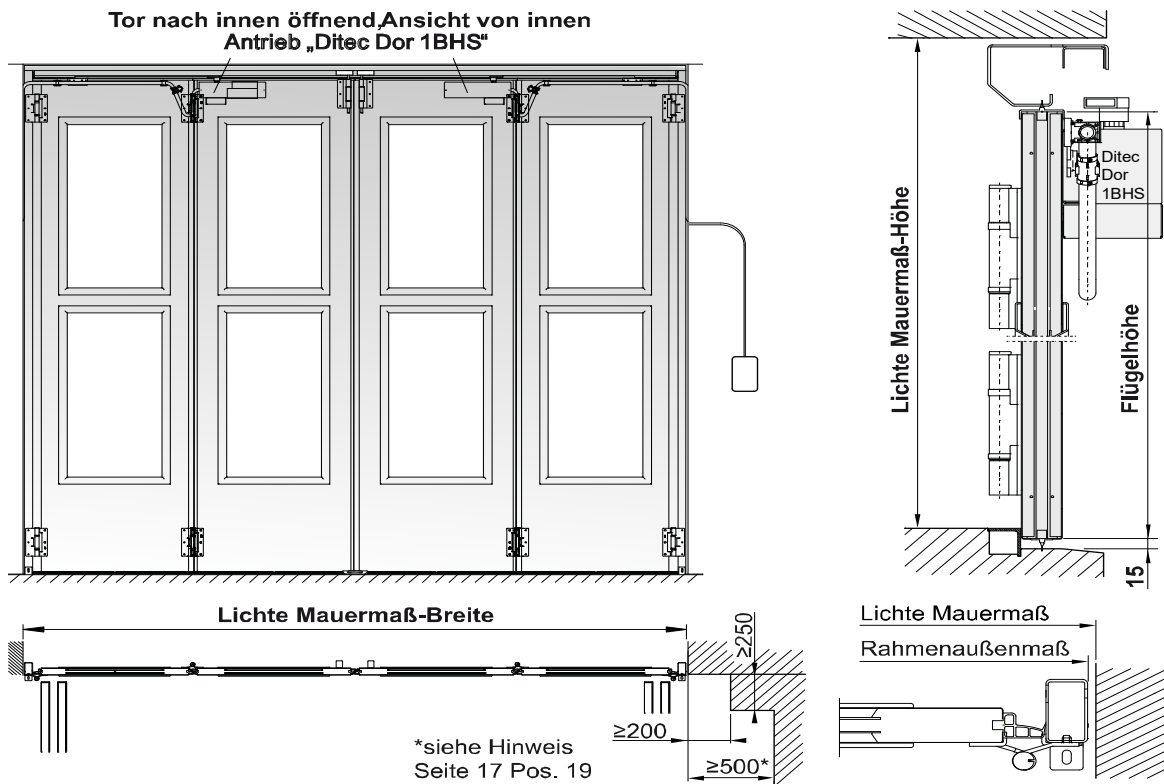 Tor nach innen öffnend,Ansicht von innen
Antrieb „Ditec Dor 1BHS“
Lichte Mauermaß-Höhe
Ditec
Dor
1BHS
Flügelhöhe
15
Lichte Mauermaß-Breite
≥250
≥200
≥500*
*siehe Hinweis
Seite 17 Pos. 19
Lichte Mauermaß
Rahmenaußenmaß